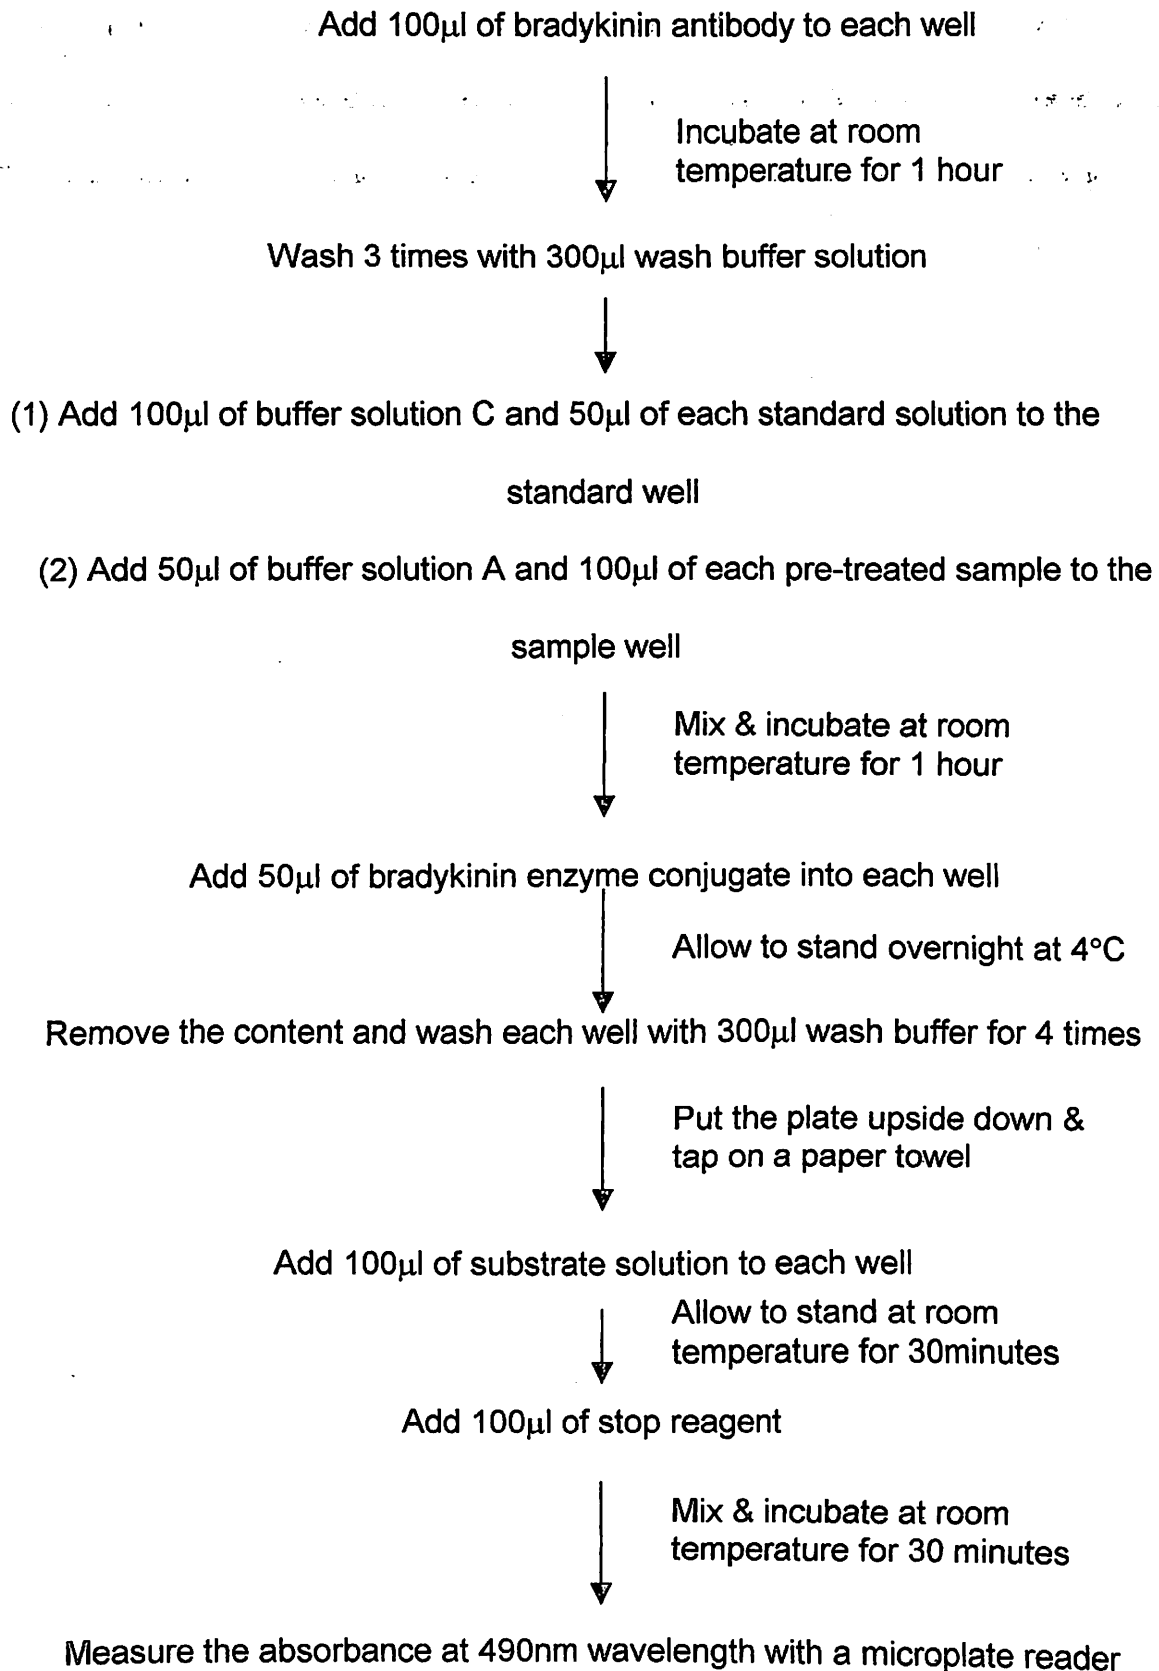 Add 100µl of bradykinin antibody to each well
Incubate at room
temperature for 1 hour
Wash 3 times with 300µl wash buffer solution
(1) Add 100µl of buffer solution C and 50µl of each standard solution to the
standard well
(2) Add 50µl of buffer solution A and 100µl of each pre-treated sample to the
sample well
Mix & incubate at room
temperature for 1 hour
Add 50µl of bradykinin enzyme conjugate into each well
Allow to stand overnight at 4°C
Remove the content and wash each well with 300µl wash buffer for 4 times
Put the plate upside down &
tap on a paper towel
Add 100µl of substrate solution to each well
Allow to stand at room
temperature for 30minutes
Add 100µl of stop reagent
Mix & incubate at room
temperature for 30 minutes
Measure the absorbance at 490nm wavelength with a microplate reader